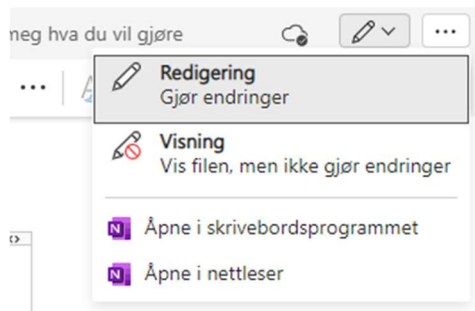 meg hva du vil gjøre
Redigering
Gjør endringer
Visning
Vis filen, men ikke gjør endringer
Åpne i skrivebordsprogrammet
Åpne i nettleser